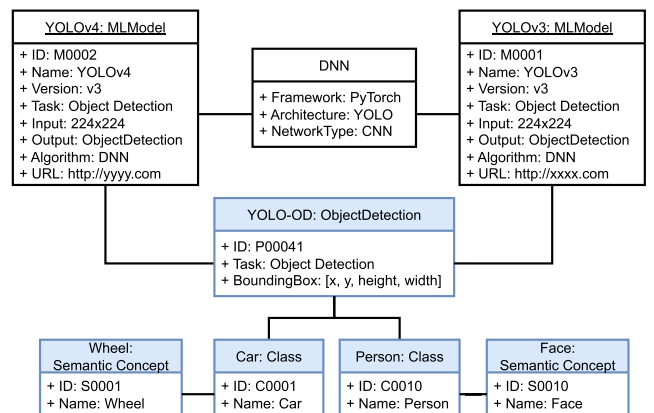 YOLOv4: MLModel
+ ID: M0002
+ Name: YOLOv4
+ Version: v3
+ Task: Object Detection
+ Input: 224x224
+ Output: ObjectDetection
+ Algorithm: DNN
+ URL: http://yyyy.com
DNN
+ Framework: PyTorch
+ Architecture: YOLO
+ NetworkType: CNN
YOLOv3: MLModel
+ ID: M0001
+ Name: YOLOv3
+ Version: v3
+ Task: Object Detection
+ Input: 224x224
+ Output: ObjectDetection
+ Algorithm: DNN
+ URL: http://xxxx.com
YOLO-OD: ObjectDetection
+ ID: P00041
+ Task: Object Detection
+ BoundingBox: [x, y, height, width]
Wheel:
Semantic Concept
+ ID: S0001
+ Name: Wheel
Car: Class
+ ID: C0001
+ Name: Car
Person: Class
+ ID: C0010
+ Name: Person
Face:
Semantic Concept
+ ID: S0010
+ Name: Face